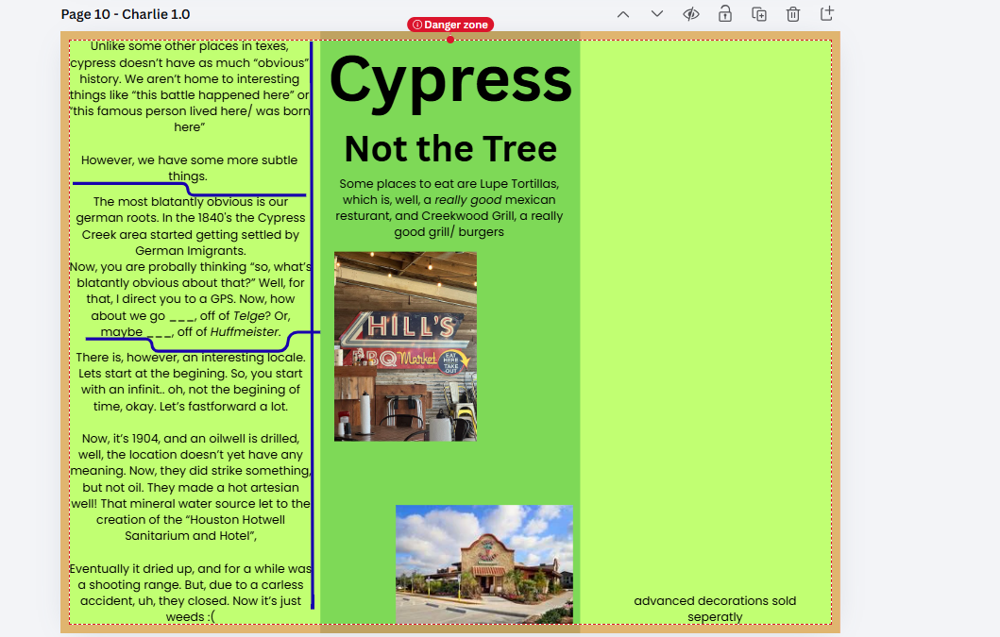 Page 10 - Charlie 1.0
Danger zone
Unlike some other places in texes,
cypress doesn't have as much “obvious”
history. We aren't home to interesting
things like “this battle happened here” or
“this famous person lived here/ was born
here”
However, we have some more subtle
things.
The most blatantly obvious is our
german roots. In the 1840's the Cypress
Creek area started getting settled by
German Imigrants.
Now, you are probally thinking “so, what's
blatantly obvious about that?” Well, for
that, I direct you to a GPS. Now, how
about we go ___, off of Telge? Or,
maybe ___, off of Huffmeister.
There is, however, an interesting locale.
Lets start at the begining. So, you start
with an infinit.. oh, not the begining of
time, okay. Let's fastforward a lot.
Now, it's 1904, and an oilwell is drilled,
well, the location doesn't yet have any
meaning. Now, they did strike something,
but not oil. They made a hot artesian
well! That mineral water source let to the
creation of the “Houston Hotwell
Sanitarium and Hotel”,
Eventually it dried up, and for a while was
a shooting range. But, due to a carless
accident, uh, they closed. Now it's just
weeds :(
Cypress
Not the Tree
Some places to eat are Lupe Tortillas,
which is, well, a really good mexican
resturant, and Creekwood Grill, a really
good grill/ burgers
HILL'S
BBQ Market
EAT
HERE
TAKE
OUT
advanced decorations sold
seperatly